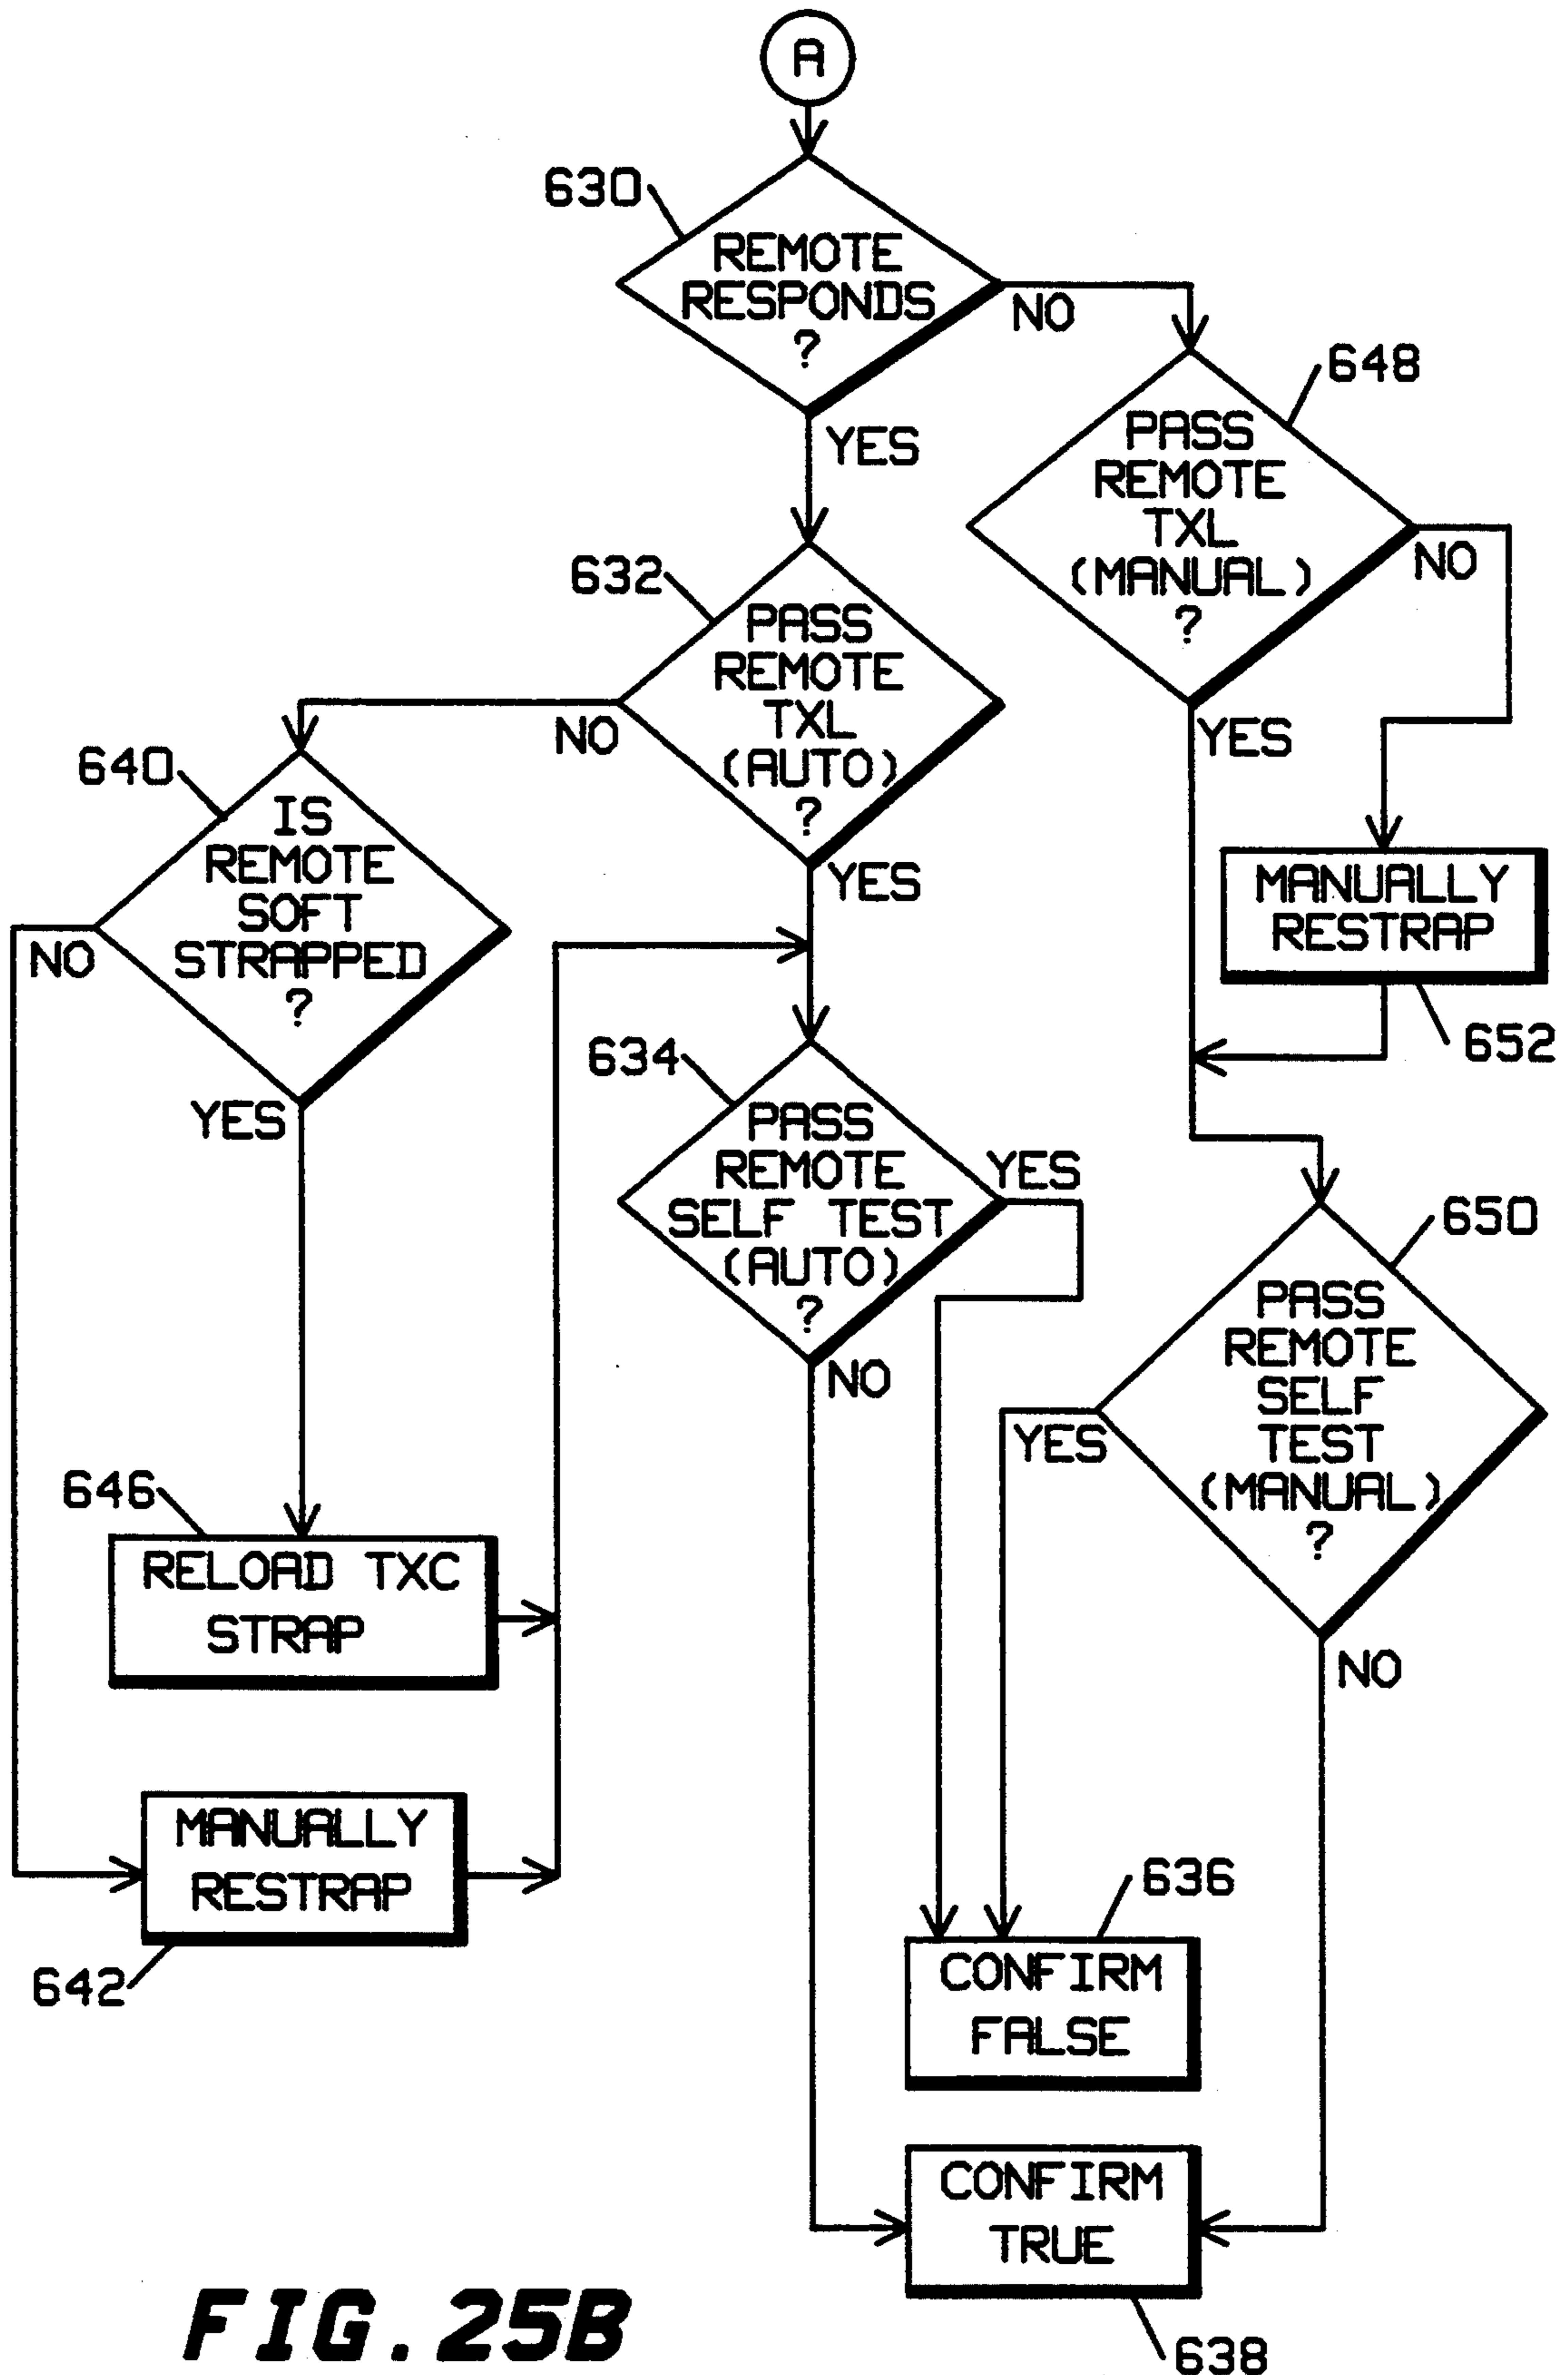 A
630
REMOTE
RESPONDS
?
NO
YES
648
PASS
REMOTE
TXL
(MANUAL)
?
NO
YES
632
PASS
REMOTE
TXL
(AUTO)
?
NO
YES
640
IS
REMOTE
SOFT
STRAPPED
?
NO
YES
MANUALLY
RESTRAP
652
634
PASS
REMOTE
SELF TEST
(AUTO)
?
YES
NO
650
PASS
REMOTE
SELF
TEST
(MANUAL)
?
YES
NO
646
RELOAD TXC
STRAP
MANUALLY
RESTRAP
642
636
CONFIRM
FALSE
CONFIRM
TRUE
638
FIG. 25B